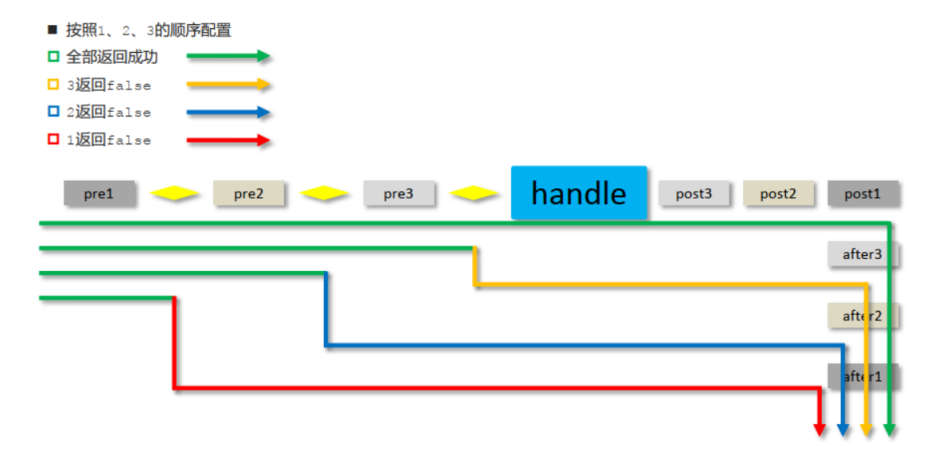 按照1、2、3的顺序配置
全部返回成功
3返回false
2返回false
1返回false
pre1 pre2 pre3 handle post3 post2 post1
after3
after2
after1